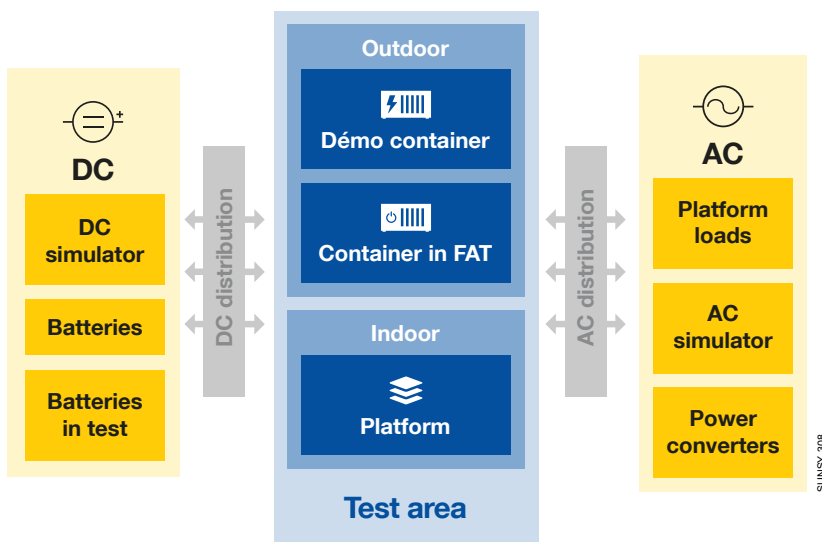 DC
DC
simulator
Batteries
Batteries
in test
DC distribution
Outdoor
Démo container
Container in FAT
Indoor
Platform
Test area
AC distribution
AC
Platform
loads
AC
simulator
Power
converters